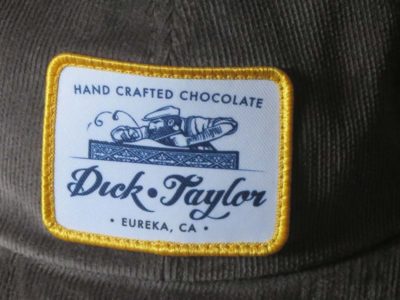 HAND CRAFTED CHOCOLATE
Dick • Taylor
• EUREKA, CA •